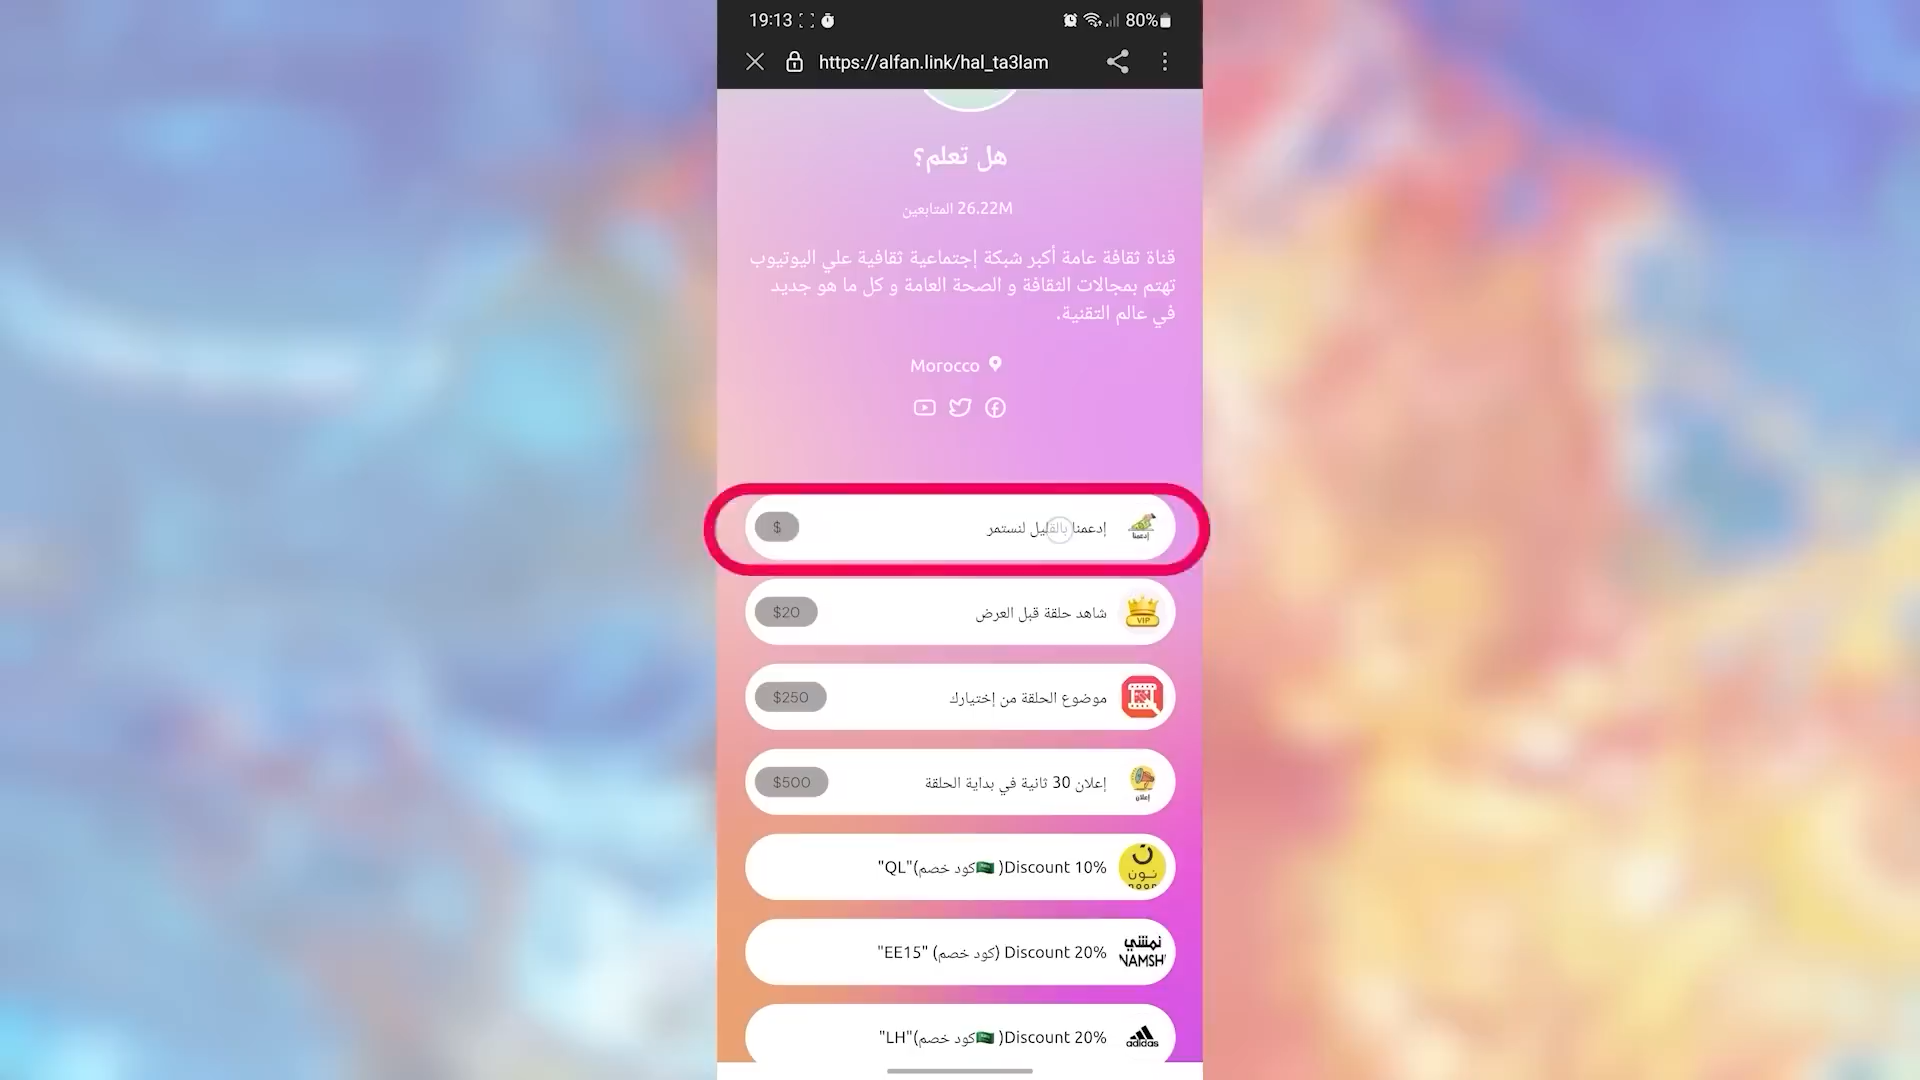 19:13
80%
https://alfan.link/hal_ta3lam
هل تعلم؟
26.22M المتابعين
قناة ثقافة عامة أكبر شبكة إجتماعية ثقافية علي اليوتيوب
تهتم بمجالات الثقافة و الصحة العامة و كل ما هو جديد
في عالم التقنية.
Morocco
إدعمنا
إدعمنا بالقليل لنستمر
$
VIP
شاهد حلقة قبل العرض
$20
موضوع الحلقة من إختيارك
$250
إعلان
إعلان 30 ثانية في بداية الحلقة
$500
نون
noon
Discount 10% (🇸🇦كود خصم)"QL"
نمشي
NAMSHI
Discount 20% (كود خصم) "EE15"
adidas
Discount 20% (🇸🇦كود خصم)"LH"